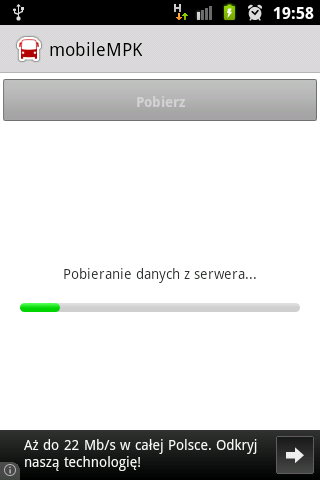 H
19:58
mobileMPK
Pobierz
Pobieranie danych z serwera...
Aż do 22 Mb/s w całej Polsce. Odkryj
naszą technologię!